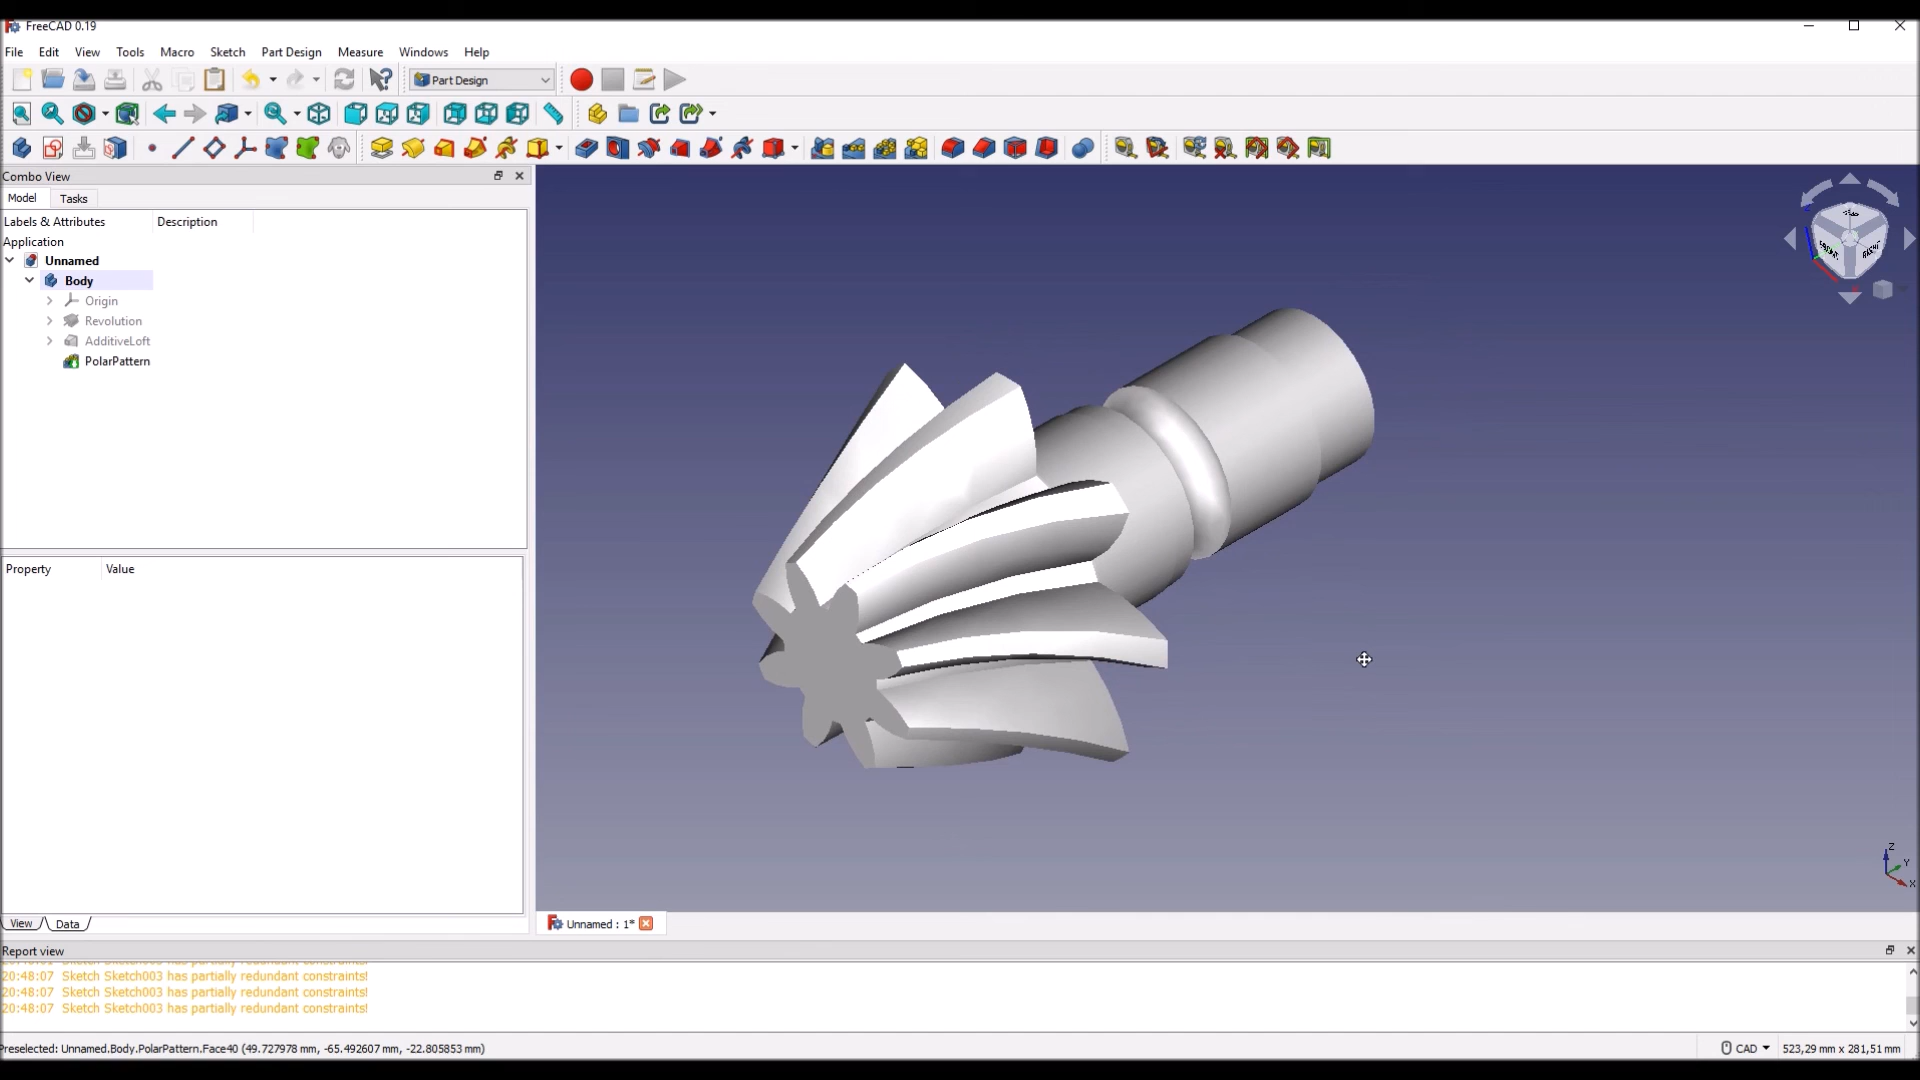 FreeCAD 0.19
File Edit View Tools Macro Sketch Part Design Measure Windows Help
Part Design
Combo View
Model Tasks
Labels & Attributes Description
Application
Unnamed
Body
Origin
Revolution
AdditiveLoft
PolarPattern
Property Value
View Data
Unnamed : 1*
Report view
20:48:07 Sketch Sketch003 has partially redundant constraints!
20:48:07 Sketch Sketch003 has partially redundant constraints!
20:48:07 Sketch Sketch003 has partially redundant constraints!
Z
Y
X
Preselected: Unnamed.Body.PolarPattern.Face40 (49.727978 mm, -65.492607 mm, -22.805853 mm)
CAD 523,29 mm x 281,51 mm